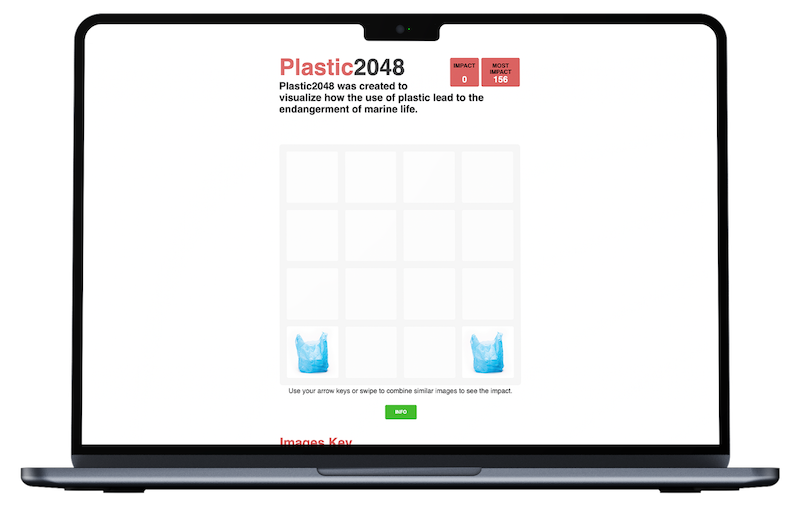 Plastic2048
IMPACT
0
MOST
IMPACT
156
Plastic2048 was created to
visualize how the use of plastic lead to the
endangerment of marine life.
Use your arrow keys or swipe to combine similar images to see the impact.
INFO
Images Key